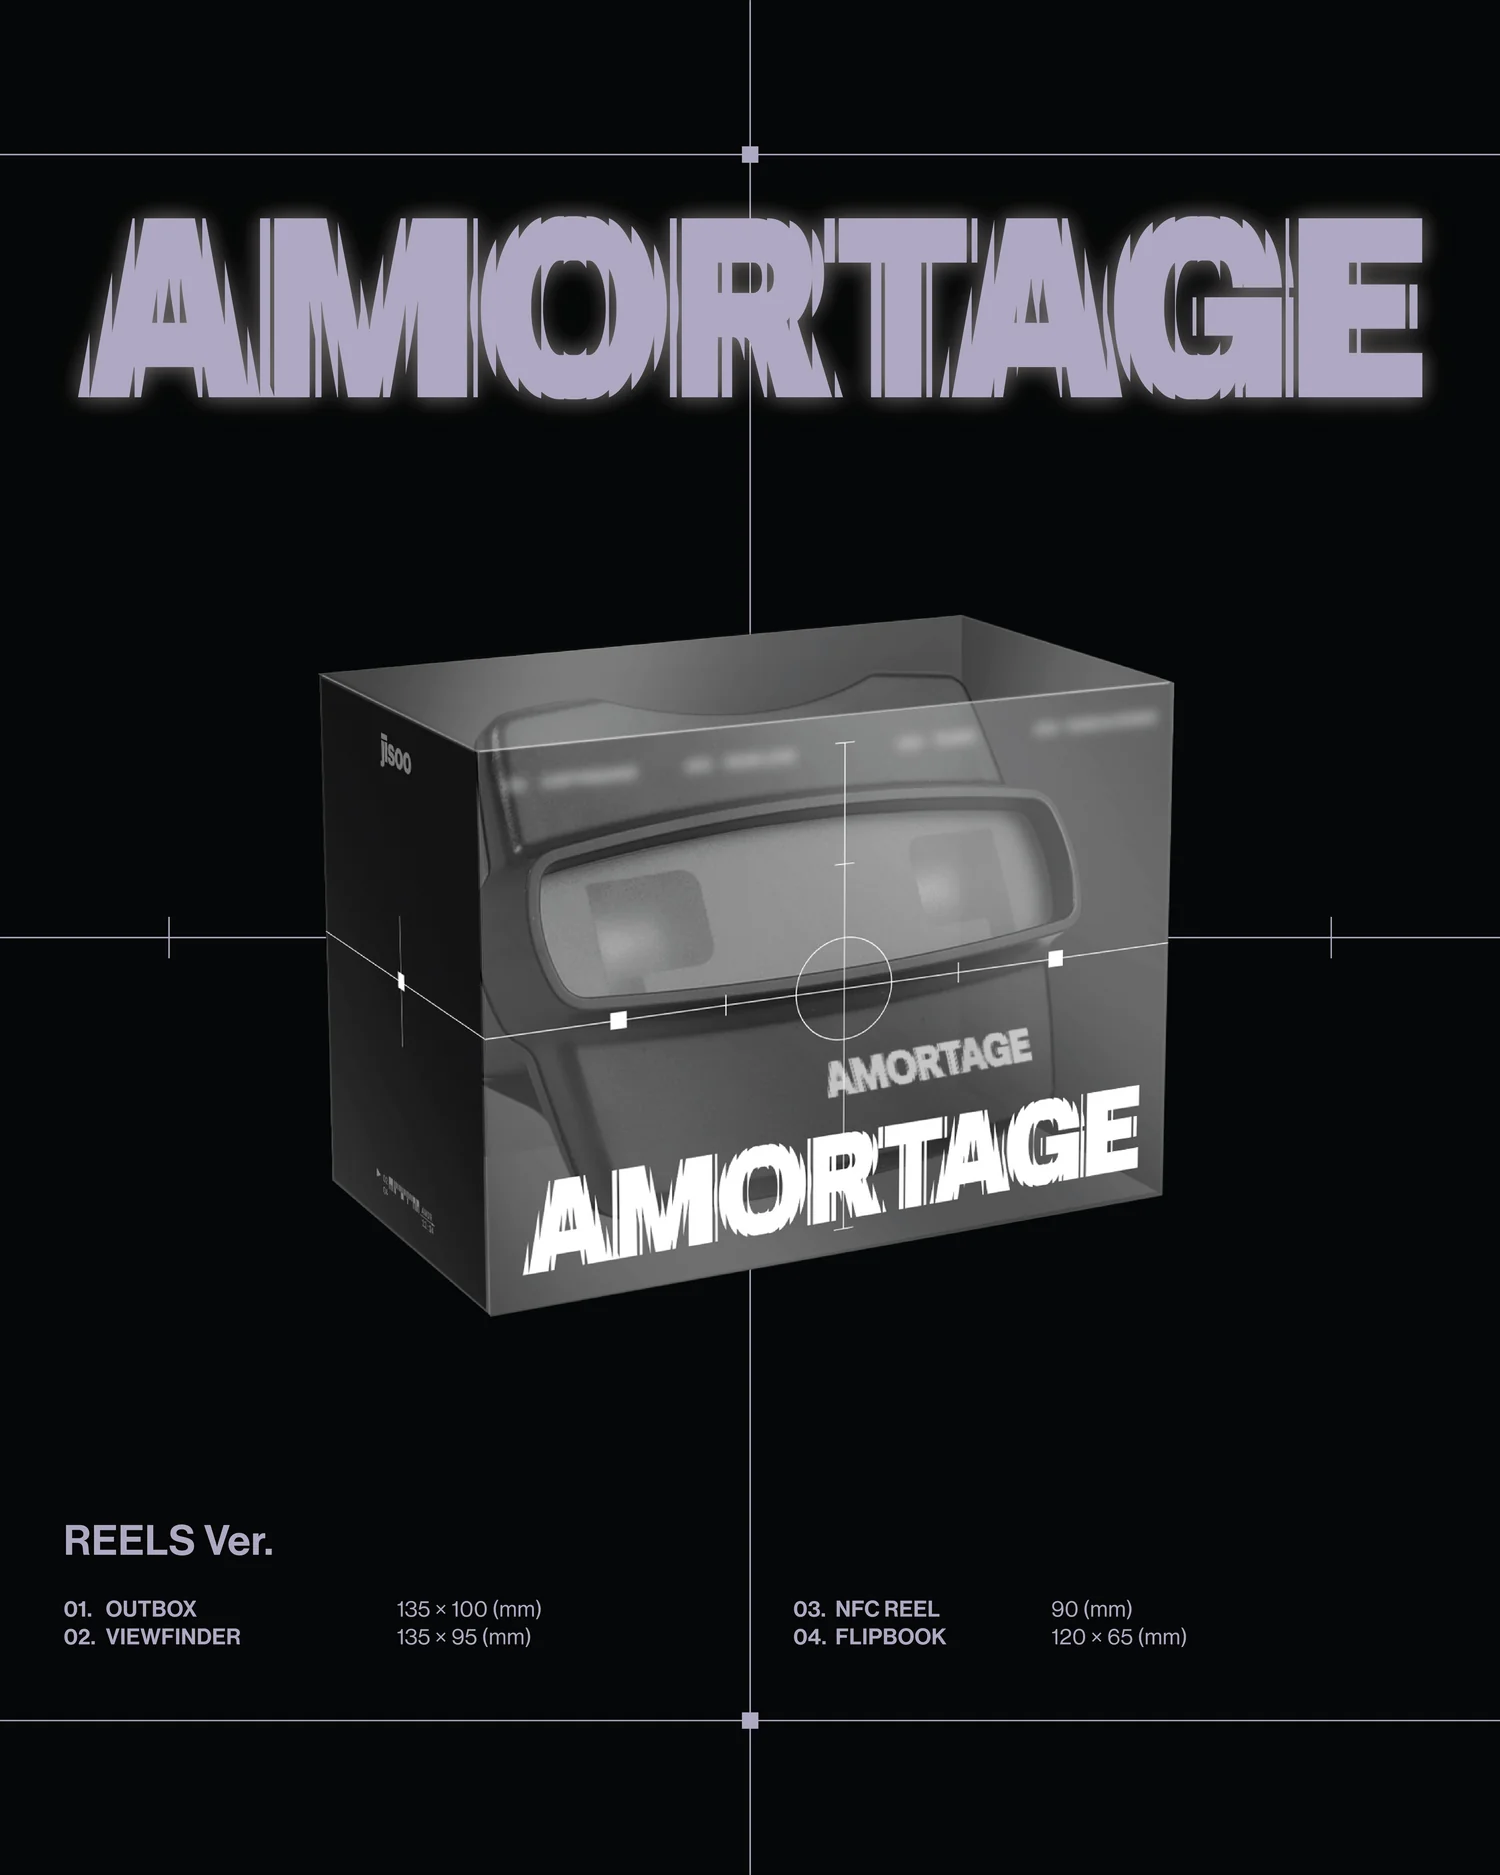 AMORTAGE
jisoo
AMORTAGE
AMORTAGE
REELS Ver.
01. OUTBOX 135 × 100 (mm)
02. VIEWFINDER 135 × 95 (mm)
03. NFC REEL 90 (mm)
04. FLIPBOOK 120 × 65 (mm)